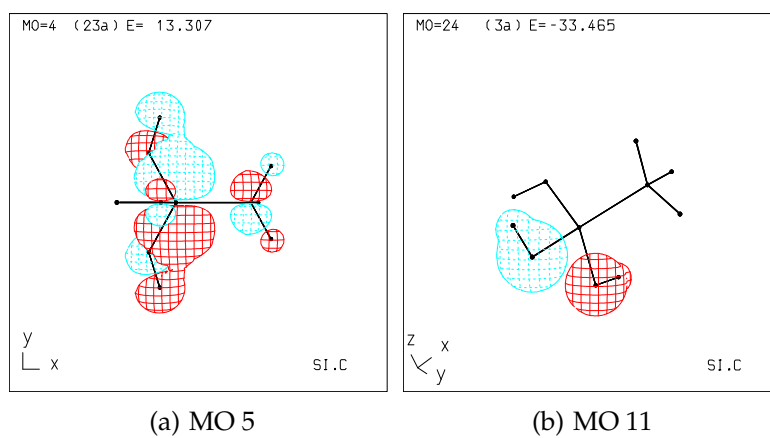 MO=4 (23a) E= 13.307
y
x
SI.C
(a) MO 5
MO=24 (3a) E=-33.465
z
x
y
SI.C
(b) MO 11